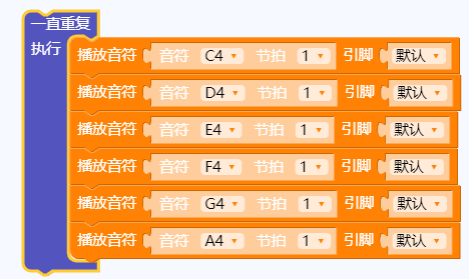 一直重复
执行 播放音符 音符 C4 节拍 1 引脚 默认
播放音符 音符 D4 节拍 1 引脚 默认
播放音符 音符 E4 节拍 1 引脚 默认
播放音符 音符 F4 节拍 1 引脚 默认
播放音符 音符 G4 节拍 1 引脚 默认
播放音符 音符 A4 节拍 1 引脚 默认